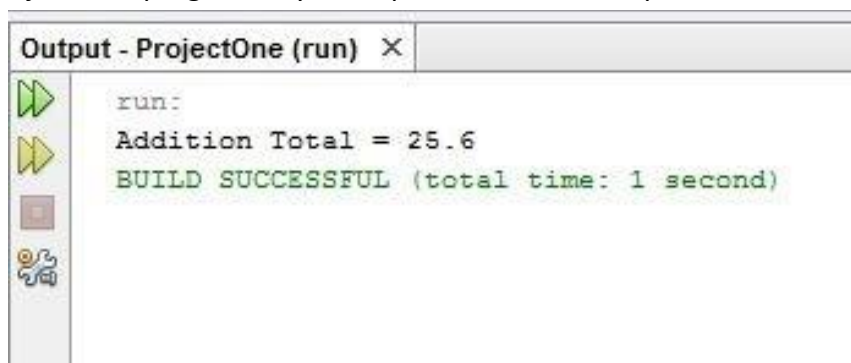 Output - ProjectOne (run) ×
run:
Addition Total = 25.6
BUILD SUCCESSFUL (total time: 1 second)